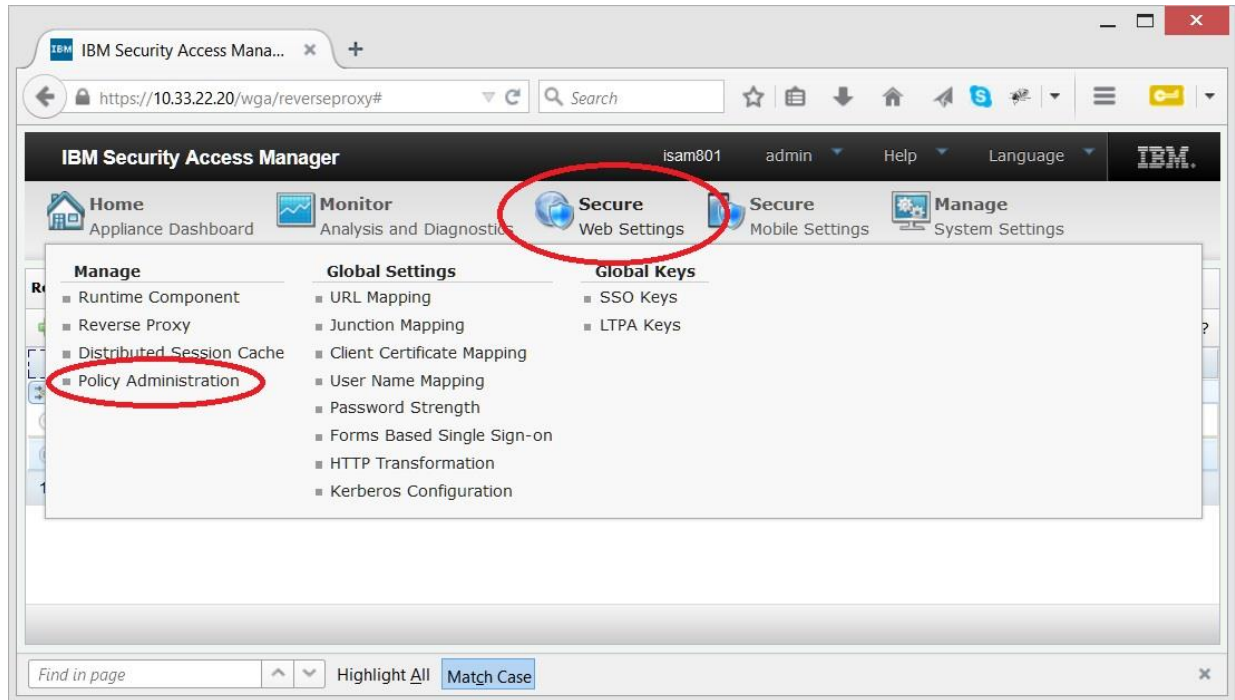 IBM IBM Security Access Mana... × +
https://10.33.22.20/wga/reverseproxy# Search S
IBM Security Access Manager isam801 admin Help Language IBM.
Home Monitor Secure Secure Manage
Appliance Dashboard Analysis and Diagnostics Web Settings Mobile Settings System Settings
Manage Global Settings Global Keys
Runtime Component URL Mapping SSO Keys
Reverse Proxy Junction Mapping LTPA Keys ?
Distributed Session Cache Client Certificate Mapping
Policy Administration User Name Mapping
Password Strength
Forms Based Single Sign-on
HTTP Transformation
1 Kerberos Configuration
Find in page Highlight All Match Case ×